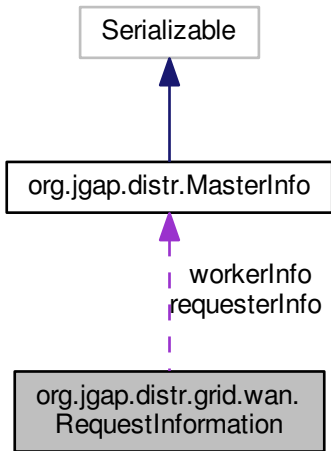 Serializable
org.jgap.distr.MasterInfo
workerInfo
requesterInfo
org.jgap.distr.grid.wan.
RequestInformation